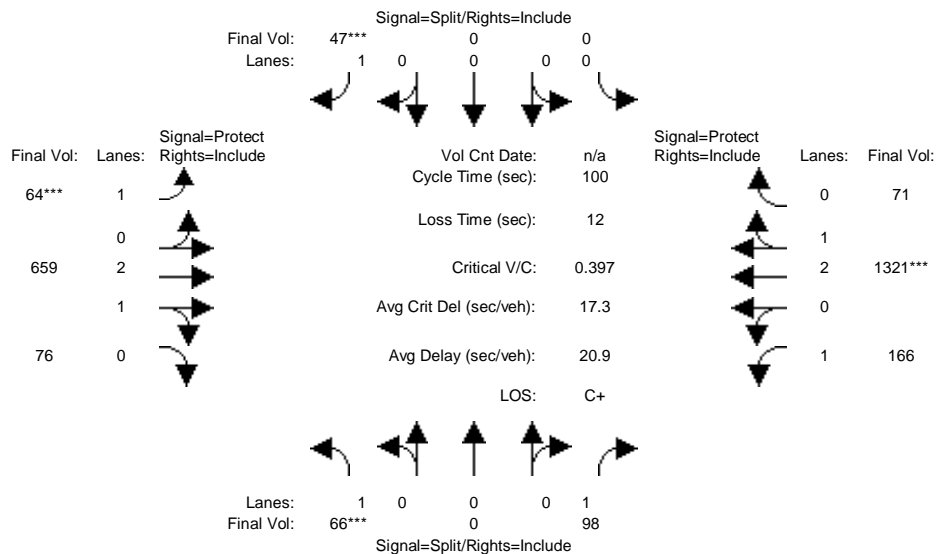 Signal=Split/Rights=Include
Final Vol: 47*** 0 0
Lanes: 1 0 0 0 0
Signal=Protect
Final Vol: Lanes: Rights=Include
Vol Cnt Date: n/a
Signal=Protect
Rights=Include Lanes: Final Vol:
Cycle Time (sec): 100
64*** 1
0 71
Loss Time (sec): 12
0
1
659 2
Critical V/C: 0.397
2 1321***
1
Avg Crit Del (sec/veh): 17.3
0
76 0
Avg Delay (sec/veh): 20.9
1 166
LOS: C+
Lanes: 1 0 0 0 1
Final Vol: 66*** 0 98
Signal=Split/Rights=Include